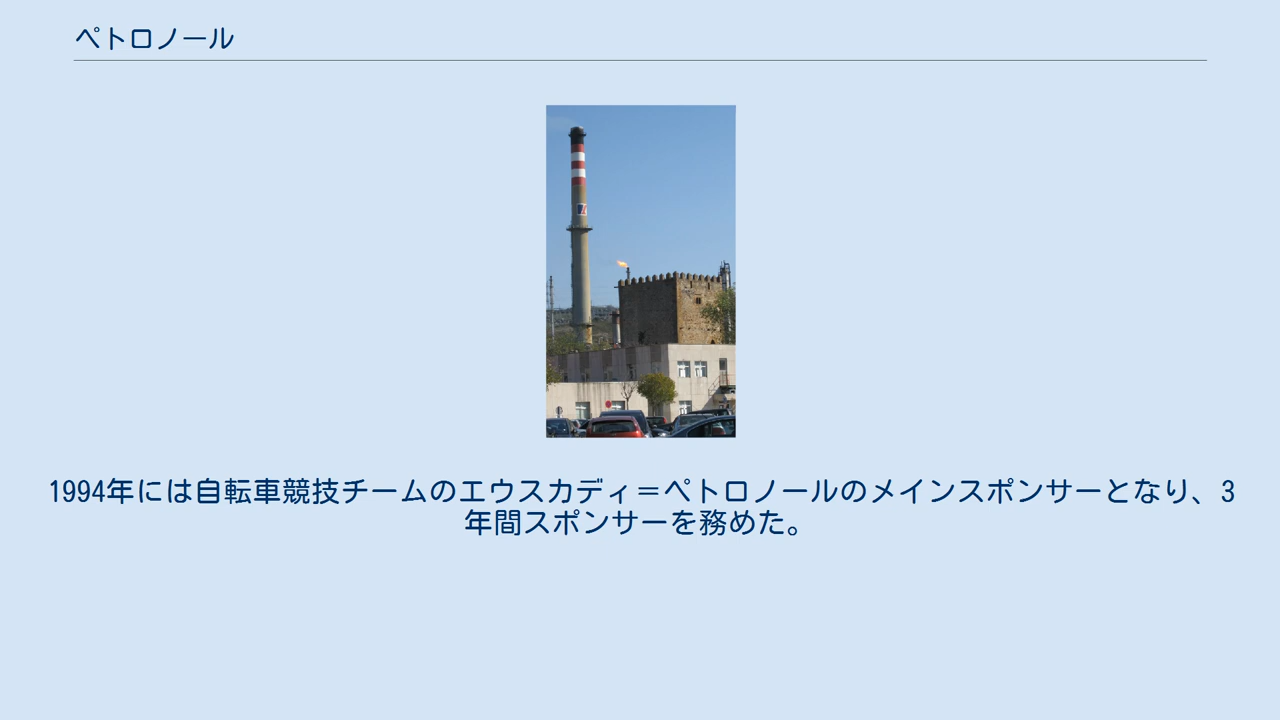 ペトロノール
1994年には自転車競技チームのエウスカディ＝ペトロノールのメインスポンサーとなり、3
年間スポンサーを務めた。